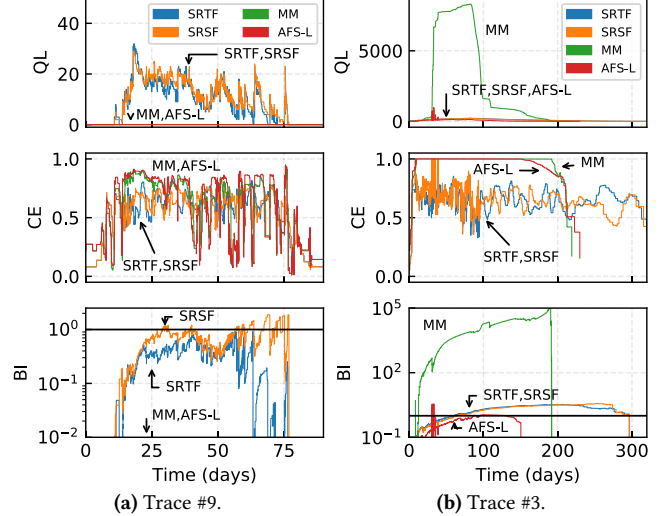 SRTF MM
SRSF AFS-L
QL
40
20
0
SRTF,SRSF
MM,AFS-L
CE
1.0
0.5
0.0
MM,AFS-L
SRTF,SRSF
BI
10^0
10^-1
10^-2
SRSF
SRTF
MM,AFS-L
0 25 50 75
Time (days)
(a) Trace #9.
QL
5000
0
SRTF
SRSF
MM
AFS-L
SRTF,SRSF,AFS-L
CE
1.0
0.5
0.0
AFS-L
MM
SRTF,SRSF
BI
10^5
10^2
10^-1
MM
SRTF,SRSF
AFS-L
0 100 200 300
Time (days)
(b) Trace #3.